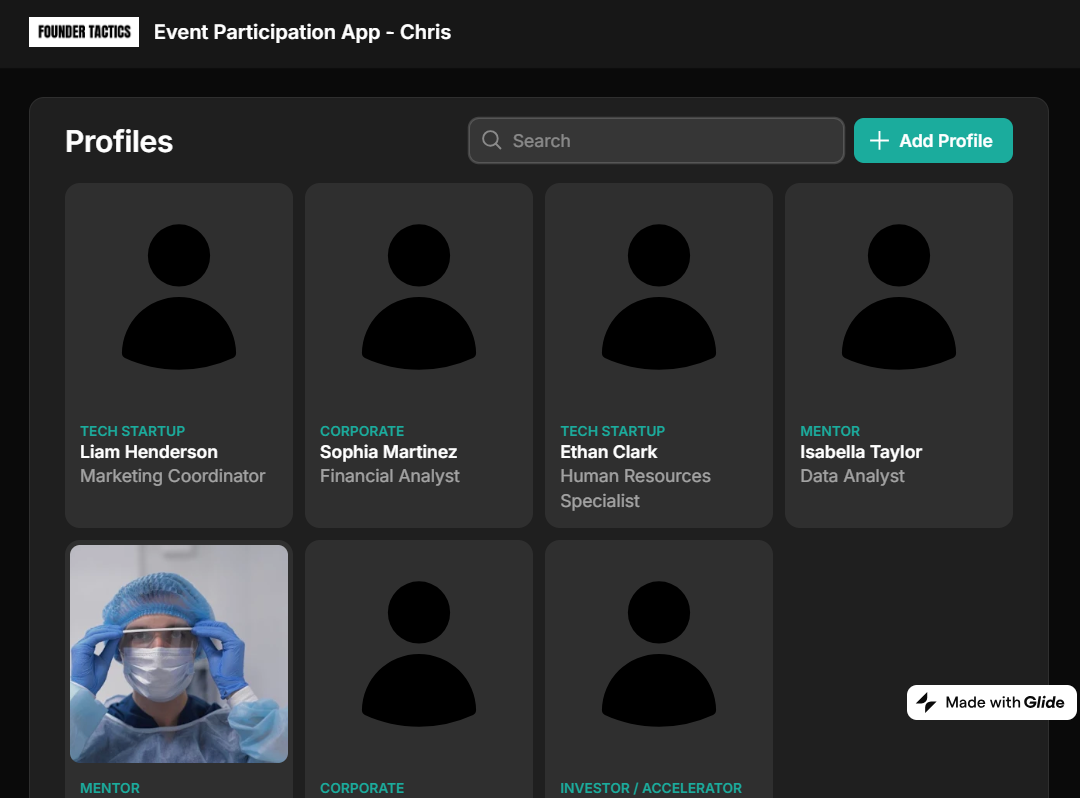 FOUNDER TACTICS Event Participation App - Chris
Profiles
Search
Add Profile
TECH STARTUP
Liam Henderson
Marketing Coordinator
CORPORATE
Sophia Martinez
Financial Analyst
TECH STARTUP
Ethan Clark
Human Resources
Specialist
MENTOR
Isabella Taylor
Data Analyst
Made with Glide
MENTOR
CORPORATE
INVESTOR / ACCELERATOR